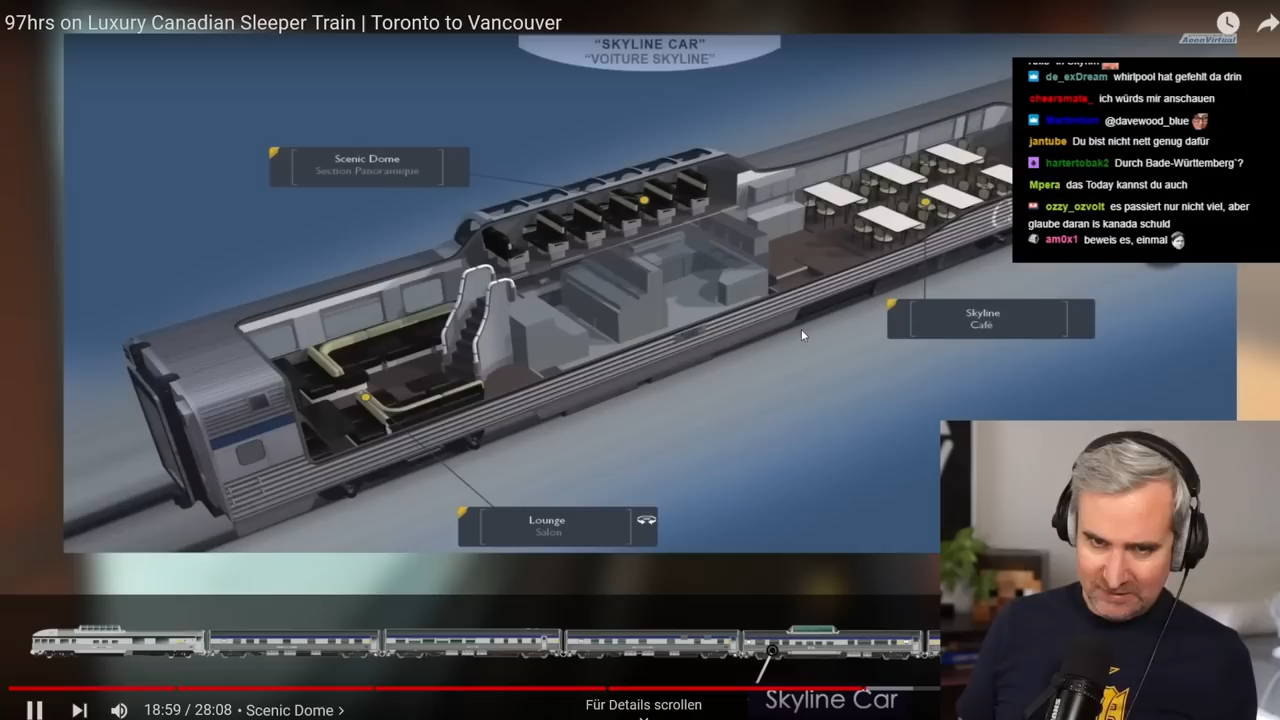 97hrs on Luxury Canadian Sleeper Train | Toronto to Vancouver
"SKYLINE CAR"
"VOITURE SKYLINE"
AeonVirtual
de_exDream whirlpool hat gefehlt da drin
cheersmate_ ich würds mir anschauen
@davewood_blue
jantube Du bist nicht nett genug dafür
hartertobak2 Durch Bade-Württemberg`?
Mpera das Today kannst du auch
ozzy_ozvolt es passiert nur nicht viel, aber
glaube daran is kanada schuld
am0x1 beweis es, einmal
Scenic Dome
Section Panoramique
Skyline
Café
Lounge
Salon
18:59 / 28:08 • Scenic Dome >
Für Details scrollen
Skyline Car